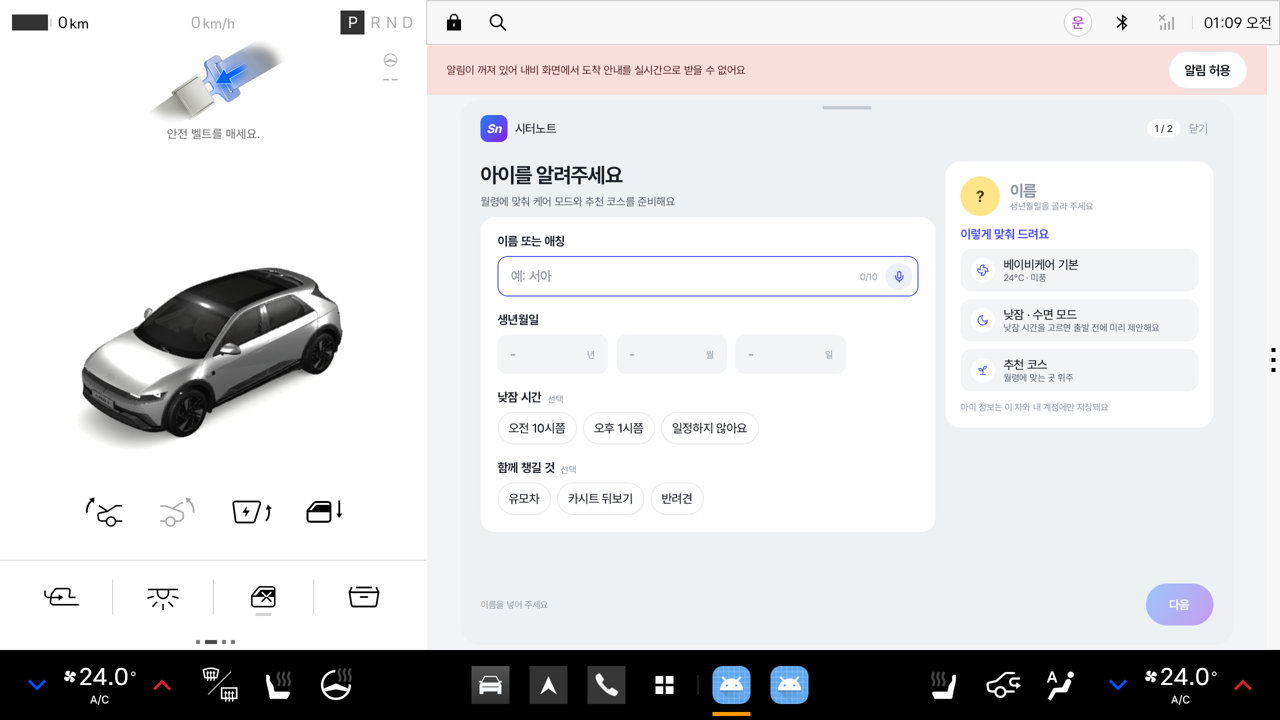 0 km
0 km/h
P R N D
안전 벨트를 매세요.
운
01:09 오전
알림이 꺼져 있어 내비 화면에서 도착 안내를 실시간으로 받을 수 없어요
알림 허용
Sn 시터노트
1 / 2 닫기
아이를 알려주세요
월령에 맞춰 케어 모드와 추천 코스를 준비해요
이름 또는 애칭
예: 서아 0/10
생년월일
- 년 - 월 - 일
낮잠 시간 선택
오전 10시쯤 오후 1시쯤 일정하지 않아요
함께 챙길 것 선택
유모차 카시트 뒤보기 반려견
? 이름
생년월일을 골라 주세요
이렇게 맞춰 드려요
베이비케어 기본
24°C · 미풍
낮잠 · 수면 모드
낮잠 시간을 고르면 출발 전에 미리 제안해요
추천 코스
월령에 맞는 곳 위주
아이 정보는 이 차와 내 계정에만 저장돼요
이름을 넣어 주세요
다음
24.0°
A/C
A
24.0°
A/C